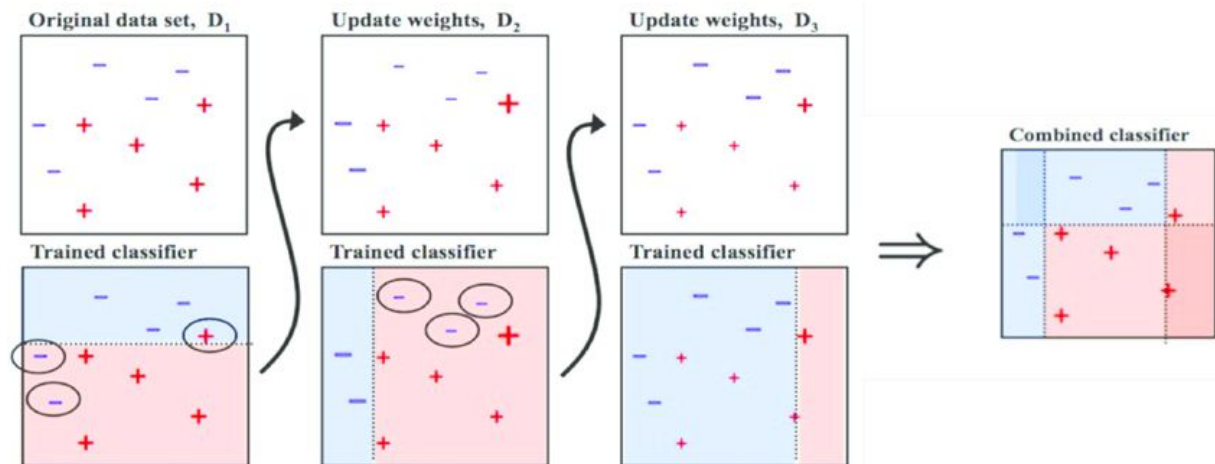 Original data set, D₁
Update weights, D₂
Update weights, D₃
Combined classifier
Trained classifier
Trained classifier
Trained classifier